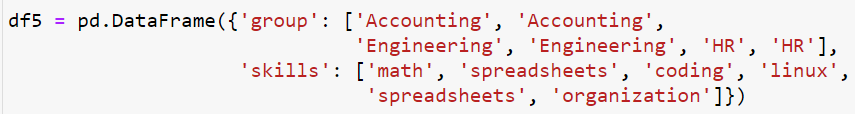 df5 = pd.DataFrame({'group': ['Accounting', 'Accounting',
'Engineering', 'Engineering', 'HR', 'HR'],
'skills': ['math', 'spreadsheets', 'coding', 'linux',
'spreadsheets', 'organization']})